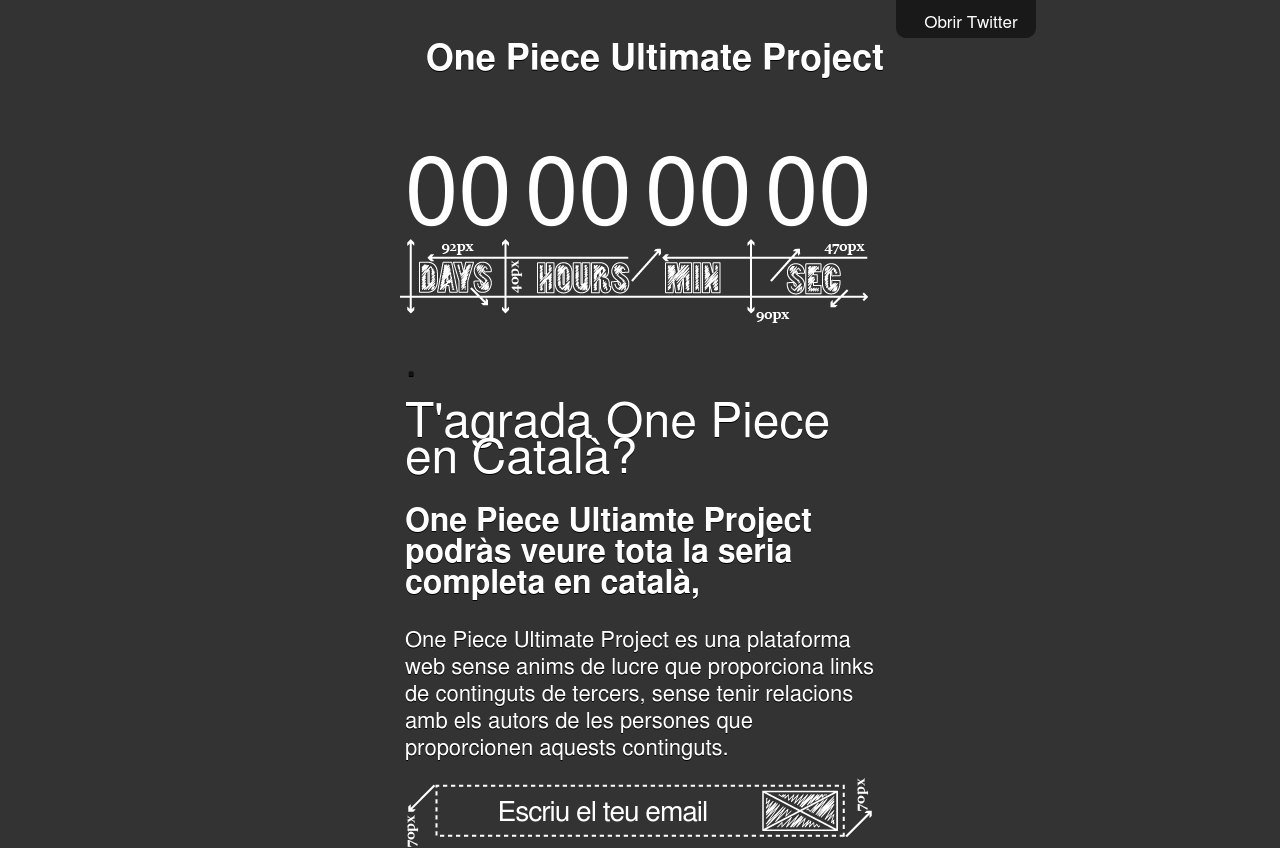 Obrir Twitter
One Piece Ultimate Project
00 00 00 00
92px 470px
DAYS 40px HOURS MIN SEC
90px
.
T'agrada One Piece
en Català?
One Piece Ultiamte Project
podràs veure tota la seria
completa en català,
One Piece Ultimate Project es una plataforma
web sense anims de lucre que proporciona links
de continguts de tercers, sense tenir relacions
amb els autors de les persones que
proporcionen aquests continguts.
70px
Escriu el teu email
70px